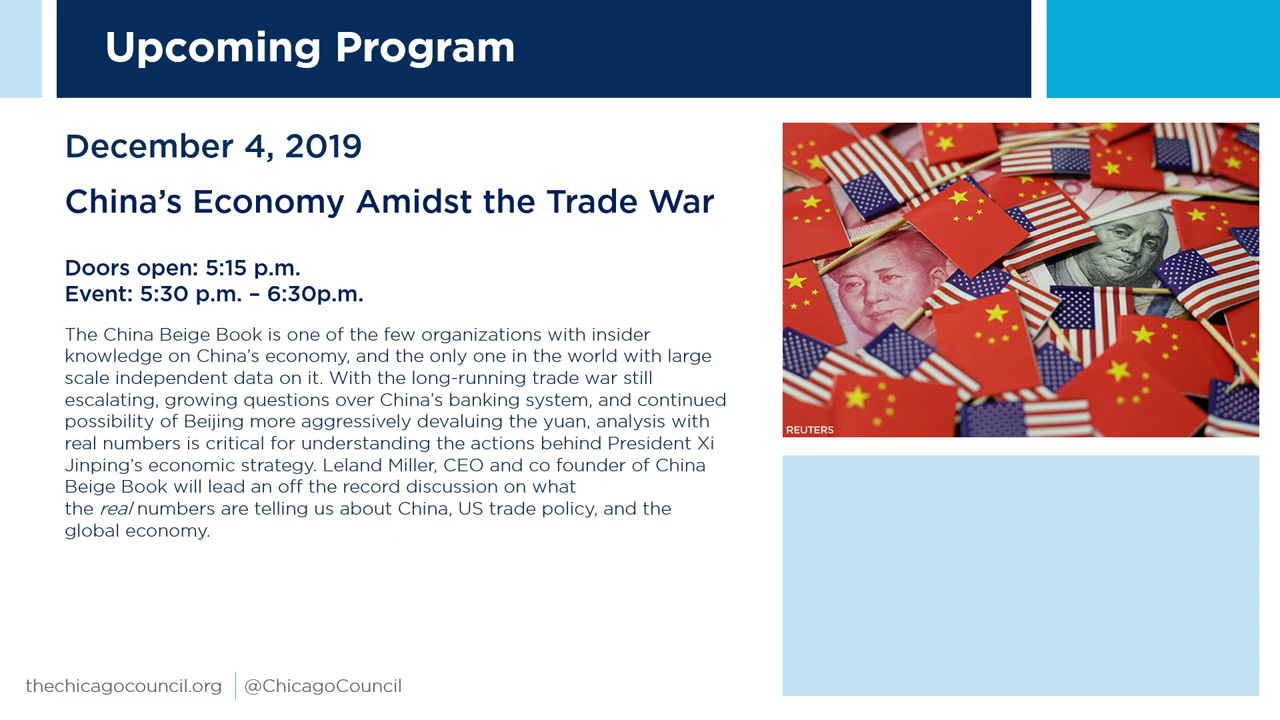 Upcoming Program
December 4, 2019
China’s Economy Amidst the Trade War
Doors open: 5:15 p.m.
Event: 5:30 p.m. – 6:30p.m.
The China Beige Book is one of the few organizations with insider
knowledge on China’s economy, and the only one in the world with large
scale independent data on it. With the long-running trade war still
escalating, growing questions over China’s banking system, and continued
possibility of Beijing more aggressively devaluing the yuan, analysis with
real numbers is critical for understanding the actions behind President Xi
Jinping’s economic strategy. Leland Miller, CEO and co founder of China
Beige Book will lead an off the record discussion on what
the real numbers are telling us about China, US trade policy, and the
global economy.
REUTERS
thechicagocouncil.org
@ChicagoCouncil